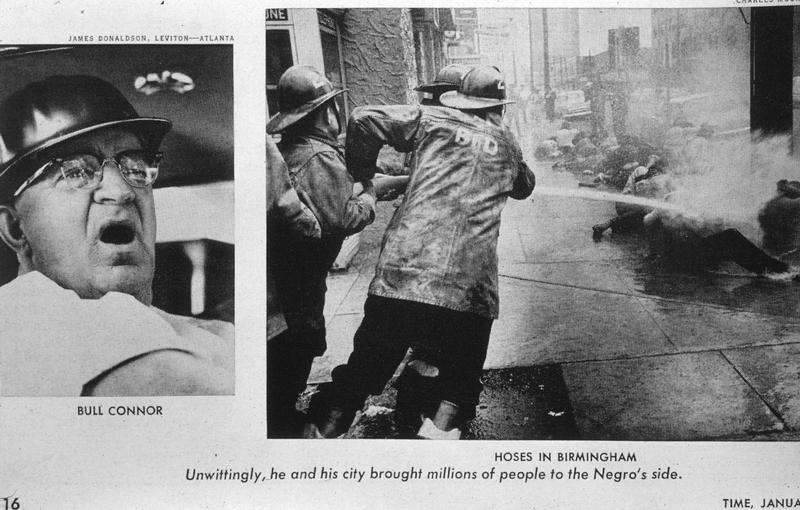 JAMES DONALDSON, LEVITON—ATLANTA
BULL CONNOR
HOSES IN BIRMINGHAM
Unwittingly, he and his city brought millions of people to the Negro's side.
16
TIME, JANUA